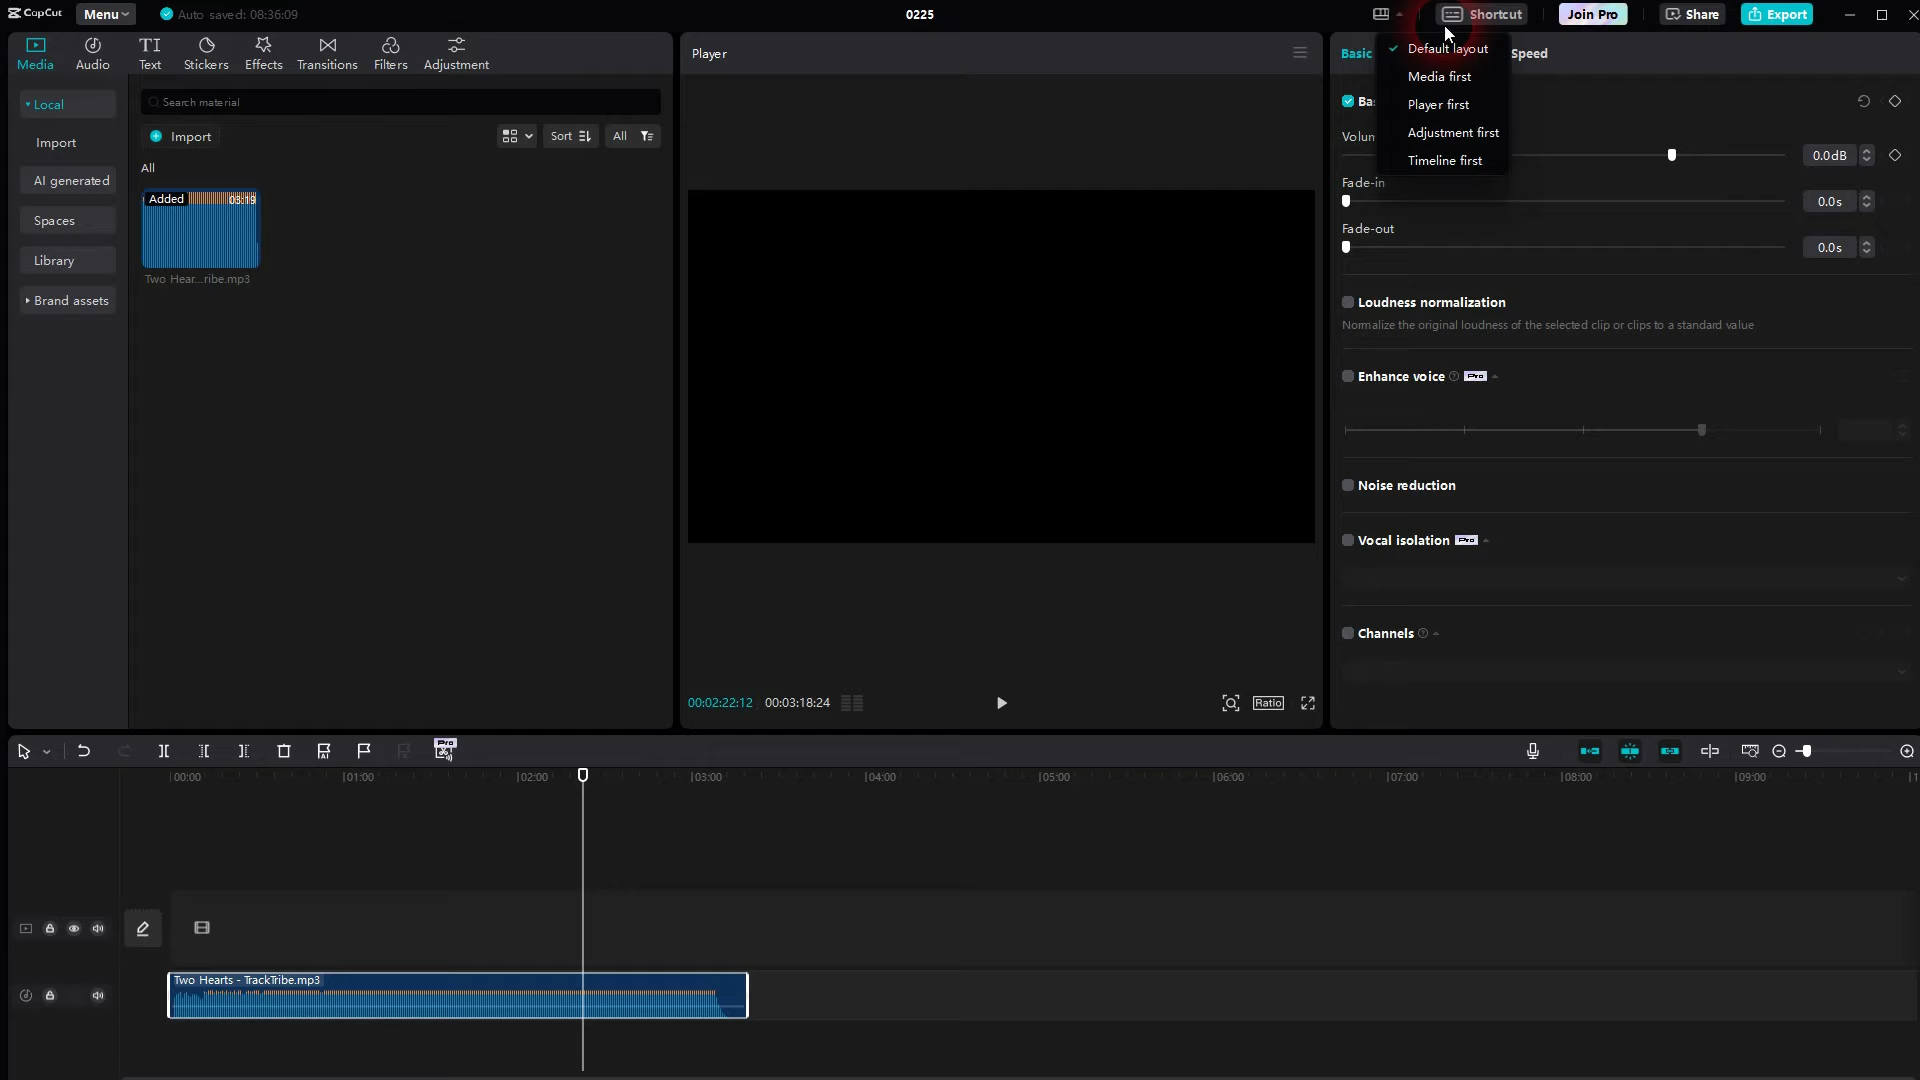 CapCut
Menu
Auto saved: 08:36:09
0225
Shortcut
Join Pro
Share
Export
Media
Audio
Text
Stickers
Effects
Transitions
Filters
Adjustment
Local
Import
AI generated
Spaces
Library
Brand assets
Search material
Import
Sort
All
All
Added
03:19
Two Hear...ribe.mp3
Player
00:02:22:12
00:03:18:24
Ratio
Basic
Speed
Default layout
Media first
Player first
Adjustment first
Timeline first
Ba
Volum
0.0dB
Fade-in
0.0s
Fade-out
0.0s
Loudness normalization
Normalize the original loudness of the selected clip or clips to a standard value
Enhance voice
Pro
Noise reduction
Vocal isolation
Pro
Channels
Pro
00:00
01:00
02:00
03:00
04:00
05:00
06:00
07:00
08:00
09:00
1
Two Hearts - TrackTribe.mp3